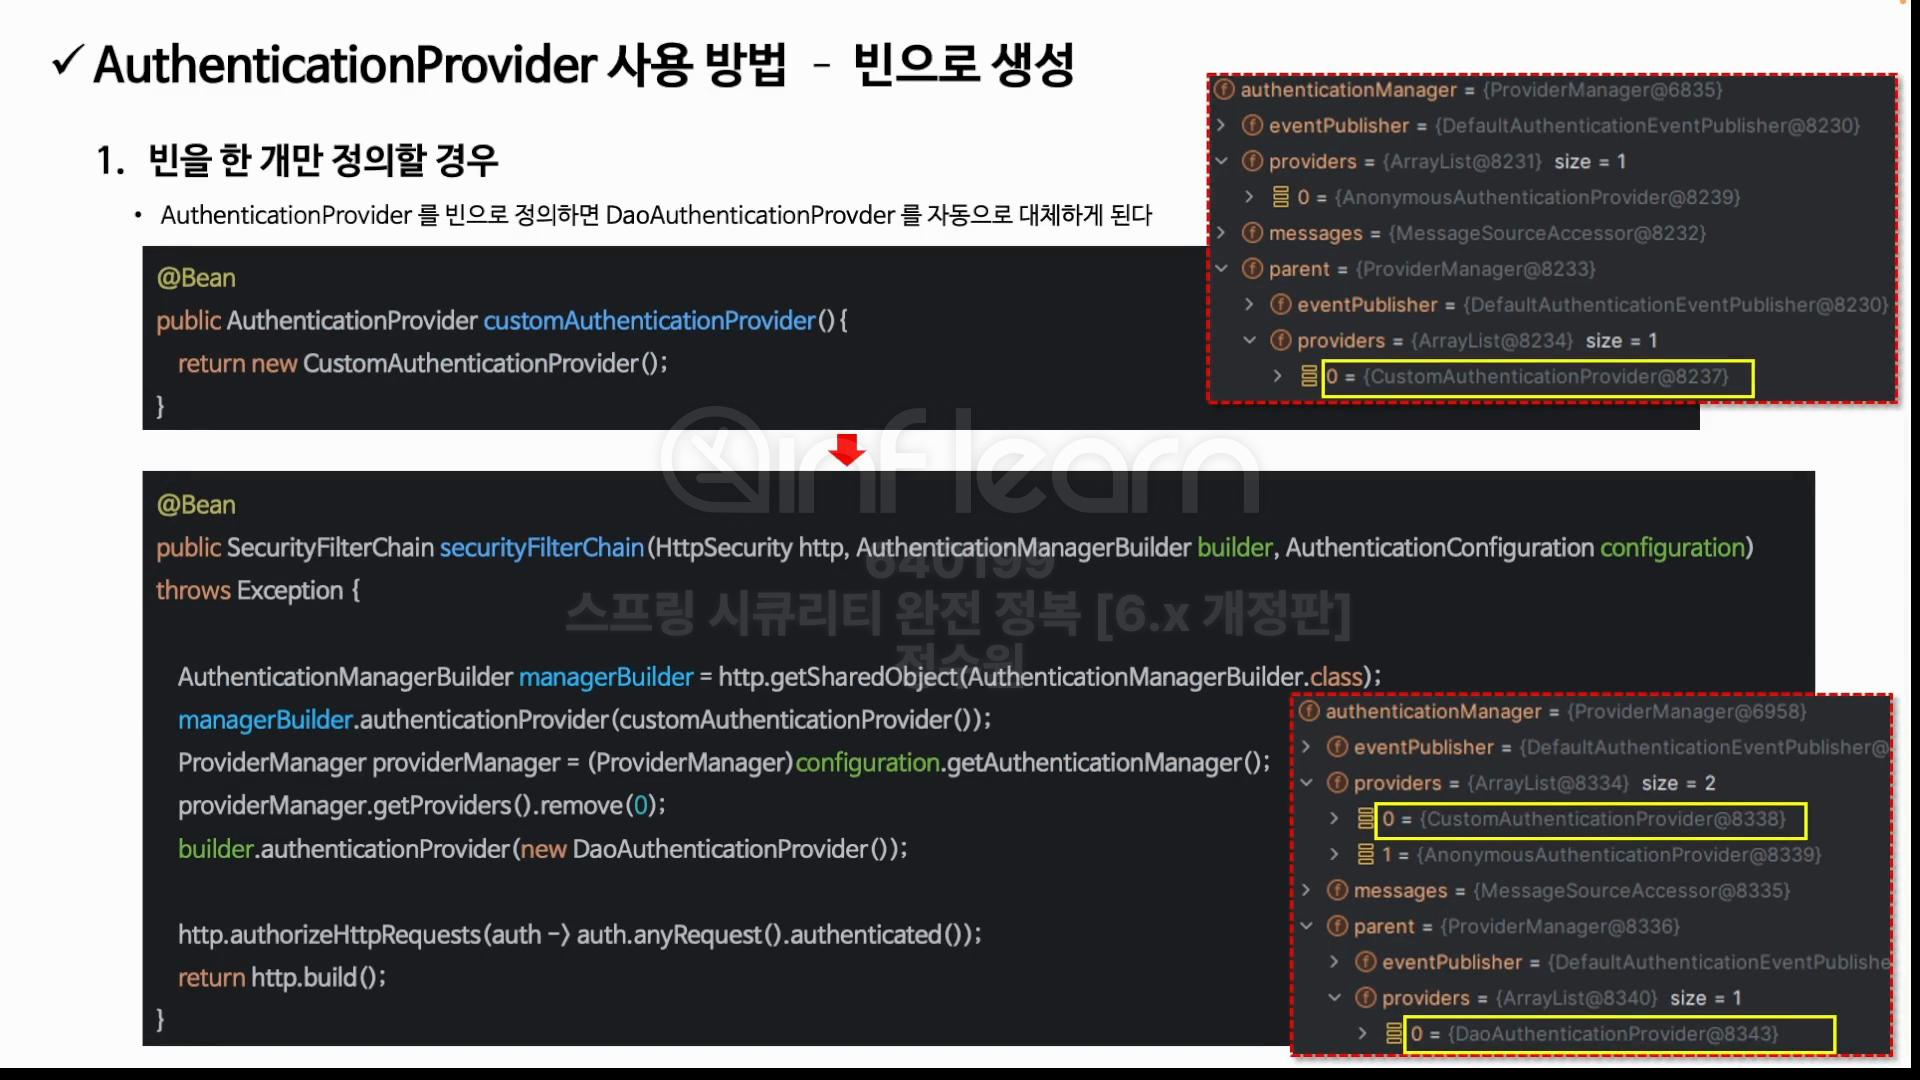 ✓ AuthenticationProvider 사용 방법 - 빈으로 생성
1. 빈을 한 개만 정의할 경우
• AuthenticationProvider 를 빈으로 정의하면 DaoAuthenticationProvder 를 자동으로 대체하게 된다
@Bean
public AuthenticationProvider customAuthenticationProvider(){
return new CustomAuthenticationProvider();
}
authenticationManager = {ProviderManager@6835}
eventPublisher = {DefaultAuthenticationEventPublisher@8230}
providers = {ArrayList@8231} size = 1
0 = {AnonymousAuthenticationProvider@8239}
messages = {MessageSourceAccessor@8232}
parent = {ProviderManager@8233}
eventPublisher = {DefaultAuthenticationEventPublisher@8230}
providers = {ArrayList@8234} size = 1
0 = {CustomAuthenticationProvider@8237}
inflearn
640199
스프링 시큐리티 완전 정복 [6.x 개정판]
정수원
@Bean
public SecurityFilterChain securityFilterChain(HttpSecurity http, AuthenticationManagerBuilder builder, AuthenticationConfiguration configuration)
throws Exception {
AuthenticationManagerBuilder managerBuilder = http.getSharedObject(AuthenticationManagerBuilder.class);
managerBuilder.authenticationProvider(customAuthenticationProvider());
ProviderManager providerManager = (ProviderManager)configuration.getAuthenticationManager();
providerManager.getProviders().remove(0);
builder.authenticationProvider(new DaoAuthenticationProvider());
http.authorizeHttpRequests(auth -> auth.anyRequest().authenticated());
return http.build();
}
authenticationManager = {ProviderManager@6958}
eventPublisher = {DefaultAuthenticationEventPublisher@
providers = {ArrayList@8334} size = 2
0 = {CustomAuthenticationProvider@8338}
1 = {AnonymousAuthenticationProvider@8339}
messages = {MessageSourceAccessor@8335}
parent = {ProviderManager@8336}
eventPublisher = {DefaultAuthenticationEventPublishe
providers = {ArrayList@8340} size = 1
0 = {DaoAuthenticationProvider@8343}